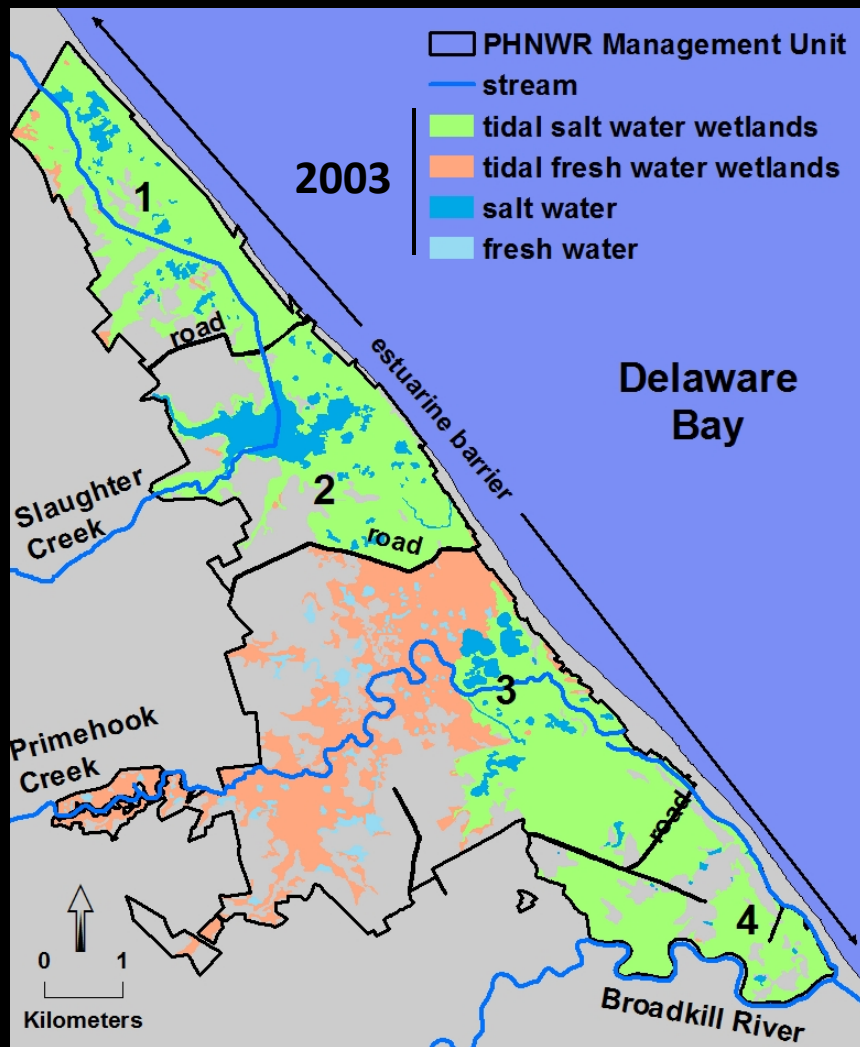 PHNWR Management Unit
stream
2003
tidal salt water wetlands
tidal fresh water wetlands
salt water
fresh water
1
road
estuarine barrier
Delaware
Bay
2
Slaughter
Creek
road
3
Primehook
Creek
road
4
0 1
Kilometers
Broadkill River